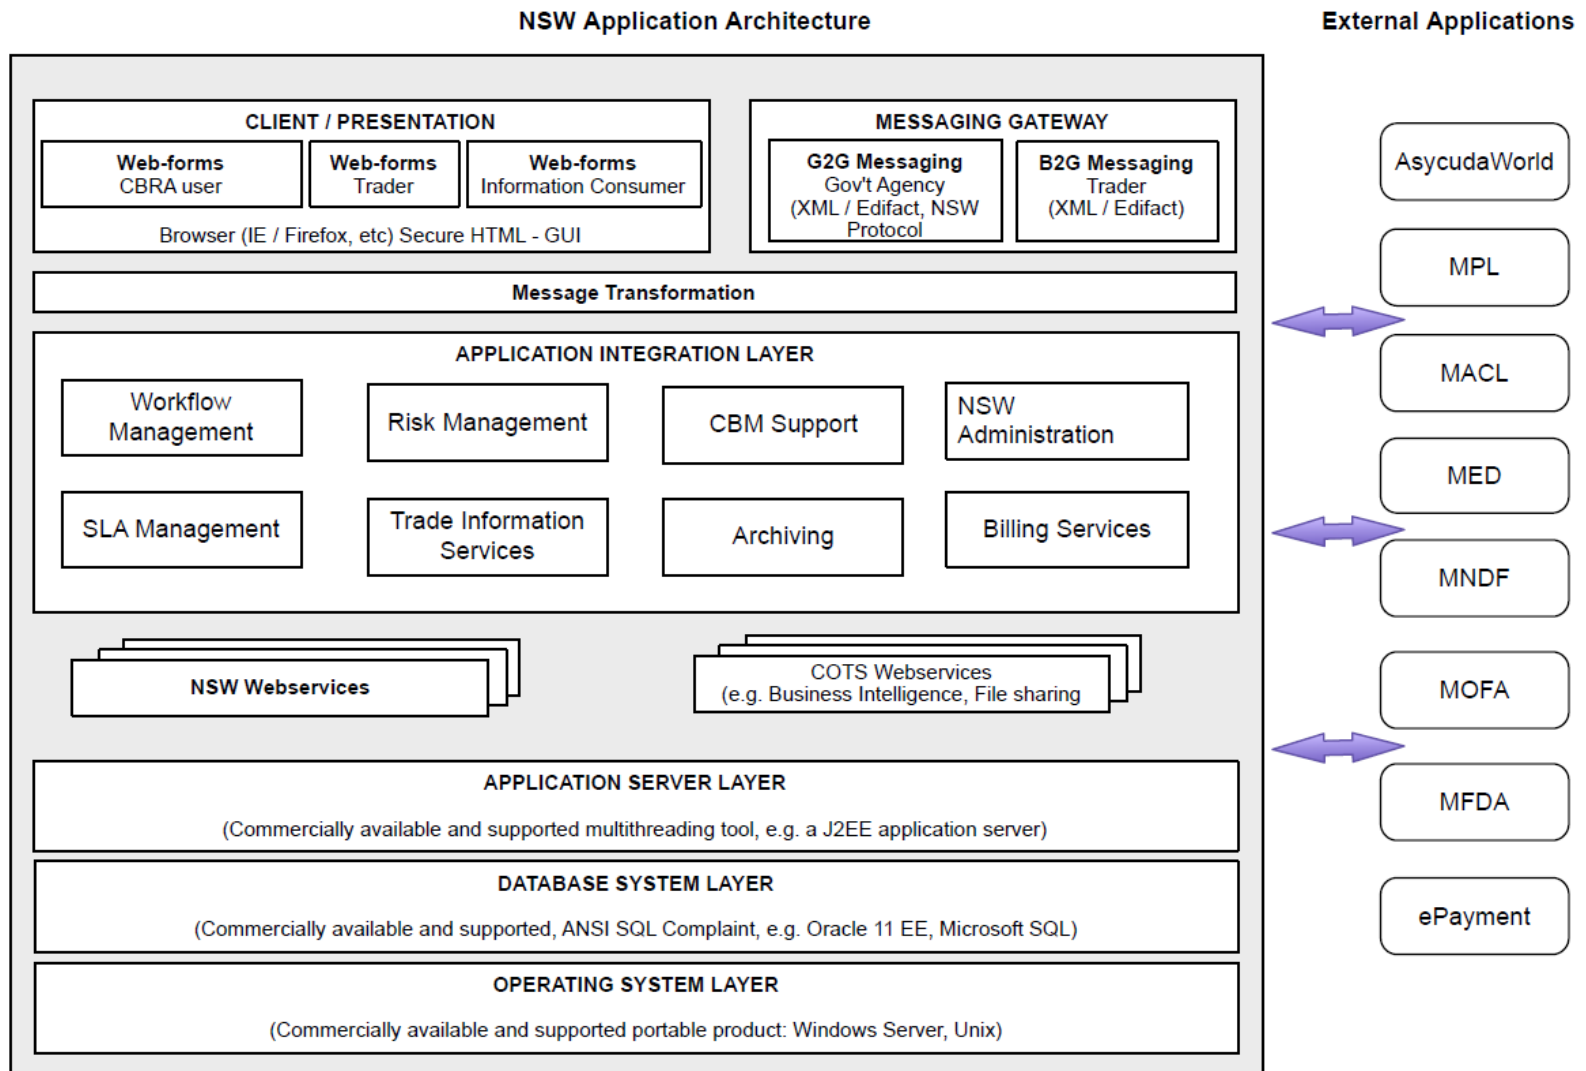 NSW Application Architecture
External Applications
CLIENT / PRESENTATION
Web-forms
CBRA user
Web-forms
Trader
Web-forms
Information Consumer
Browser (IE / Firefox, etc) Secure HTML - GUI
MESSAGING GATEWAY
G2G Messaging
Gov't Agency
(XML / Edifact, NSW
Protocol
B2G Messaging
Trader
(XML / Edifact)
Message Transformation
APPLICATION INTEGRATION LAYER
Workflow
Management
Risk Management
CBM Support
NSW
Administration
SLA Management
Trade Information
Services
Archiving
Billing Services
NSW Webservices
COTS Webservices
(e.g. Business Intelligence, File sharing
APPLICATION SERVER LAYER
(Commercially available and supported multithreading tool, e.g. a J2EE application server)
DATABASE SYSTEM LAYER
(Commercially available and supported, ANSI SQL Complaint, e.g. Oracle 11 EE, Microsoft SQL)
OPERATING SYSTEM LAYER
(Commercially available and supported portable product: Windows Server, Unix)
AsycudaWorld
MPL
MACL
MED
MNDF
MOFA
MFDA
ePayment